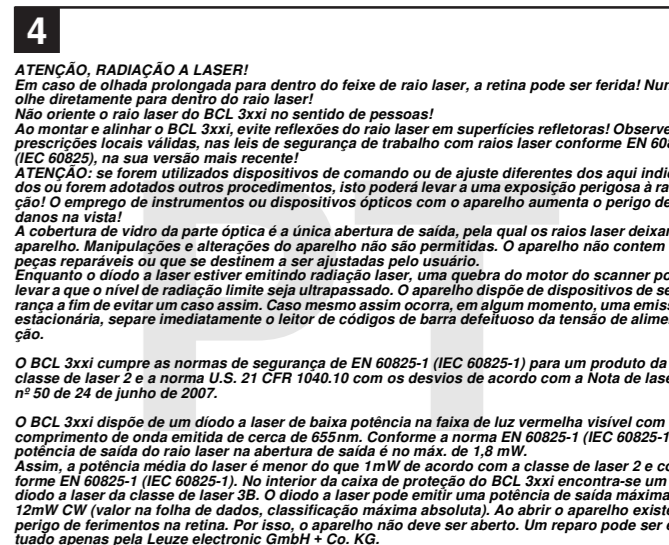 4
ATENÇÃO, RADIAÇÃO A LASER!
Em caso de olhada prolongada para dentro do feixe de raio laser, a retina pode ser ferida!
olhe diretamente para dentro do raio laser!
Não oriente o raio laser do BCL 3xxi no sentido de pessoas!
Ao montar e alinhar o BCL 3xxi, evite reflexões do raio laser em superfícies refletoras! Observe
prescrições locais válidas, nas leis de segurança de trabalho com raios laser conforme EN
(IEC 60825), na sua versão mais recente!
ATENÇÃO: se forem utilizados dispositivos de comando ou de ajuste diferentes dos aqui
dos ou forem adotados outros procedimentos, isto poderá levar a uma exposição perigosa à
ção! O emprego de instrumentos ou dispositivos ópticos com o aparelho aumenta o perigo de
danos na vista!
A cobertura de vidro da parte óptica é a única abertura de saída, pela qual os raios laser
aparelho. Manipulações e alterações do aparelho não são permitidas. O aparelho não contem
peças reparáveis ou que se destinem a ser ajustadas pelo usuário.
Enquanto o díodo a laser estiver emitindo radiação laser, uma quebra do motor do scanner
levar a que o nível de radiação limite seja ultrapassado. O aparelho dispõe de dispositivos de
rança a fim de evitar um caso assim. Caso mesmo assim ocorra, em algum momento, uma
estacionária, separe imediatamente o leitor de códigos de barra defeituoso da tensão de
ção.
O BCL 3xxi cumpre as normas de segurança de EN 60825-1 (IEC 60825-1) para um produto da
classe de laser 2 e a norma U.S. 21 CFR 1040.10 com os desvios de acordo com a Nota de
nº 50 de 24 de junho de 2007.
O BCL 3xxi dispõe de um díodo a laser de baixa potência na faixa de luz vermelha visível com
comprimento de onda emitida de cerca de 655nm. Conforme a norma EN 60825-1 (IEC 60825-1
potência de saída do raio laser na abertura de saída é no máx. de 1,8 mW.
Assim, a potência média do laser é menor do que 1mW de acordo com a classe de laser 2 e
forme EN 60825-1 (IEC 60825-1). No interior da caixa de proteção do BCL 3xxi encontra-se um
diodo a laser da classe de laser 3B. O diodo a laser pode emitir uma potência de saída máxima
12mW CW (valor na folha de dados, classificação máxima absoluta). Ao abrir o aparelho existe
perigo de ferimentos na retina. Por isso, o aparelho não deve ser aberto. Um reparo pode ser
tuado apenas pela Leuze electronic GmbH + Co. KG.
PT